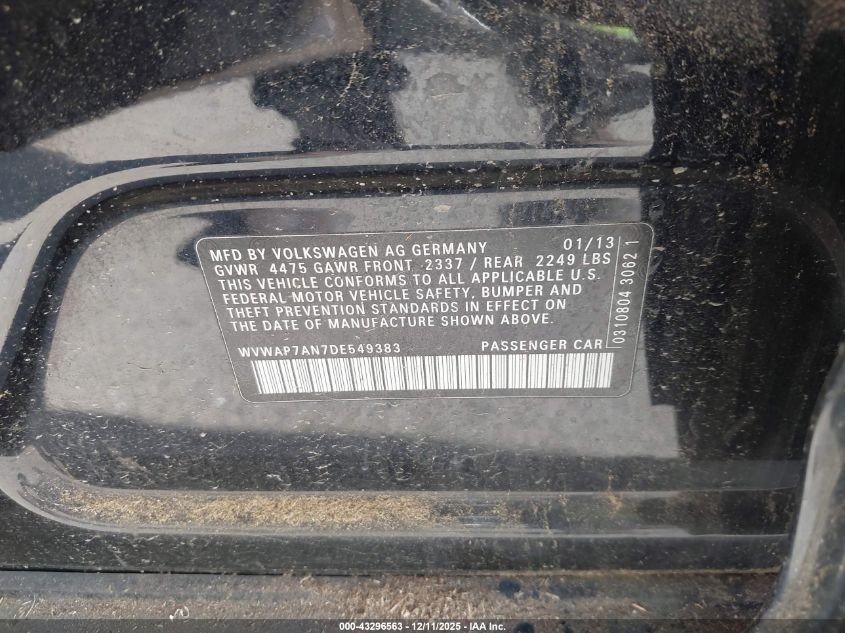 MFD BY VOLKSWAGEN AG GERMANY 01/13
GVWR 4475 GAWR FRONT 2337 / REAR 2249 LBS
THIS VEHICLE CONFORMS TO ALL APPLICABLE U.S.
FEDERAL MOTOR VEHICLE SAFETY, BUMPER AND
THEFT PREVENTION STANDARDS IN EFFECT ON
THE DATE OF MANUFACTURE SHOWN ABOVE.
WVWAP7AN7DE549383 PASSENGER CAR
0310804 3062 1
000-43296563 - 12/11/2025 - IAA Inc.